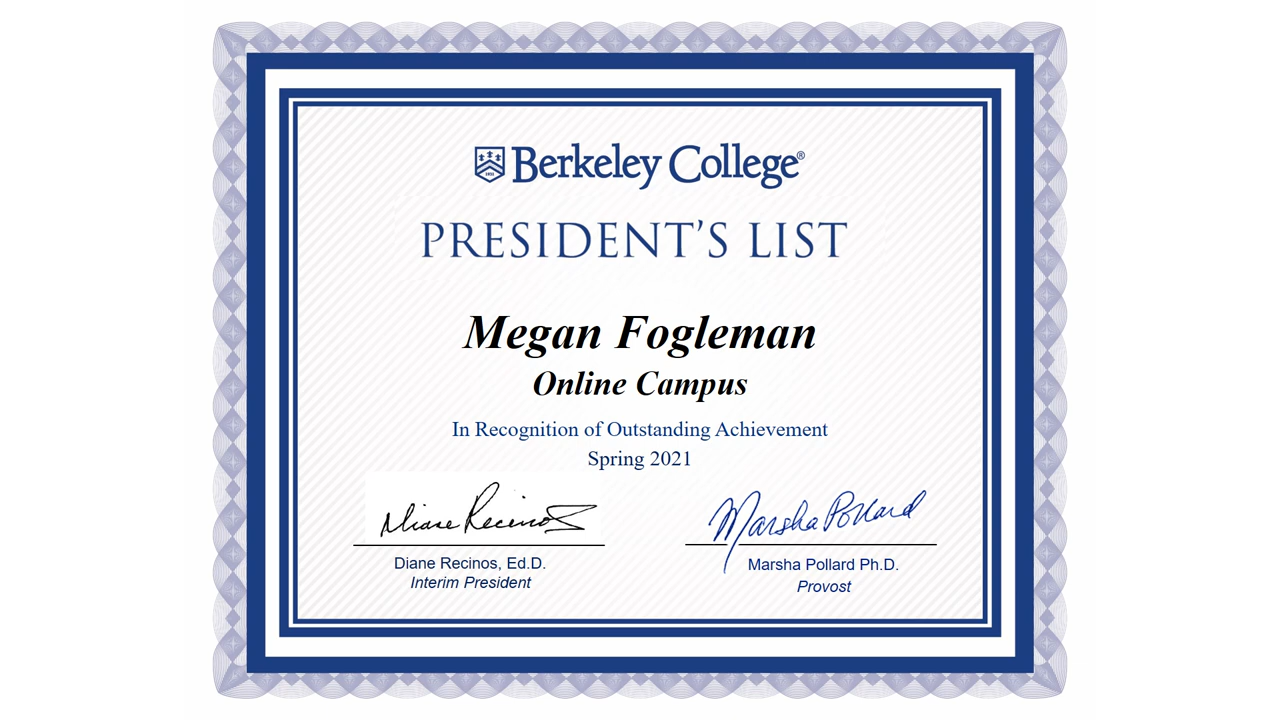 Berkeley College®
PRESIDENT'S LIST
Megan Fogleman
Online Campus
In Recognition of Outstanding Achievement
Spring 2021
Diane Recinos
Marsha Pollard
Diane Recinos, Ed.D.
Interim President
Marsha Pollard Ph.D.
Provost